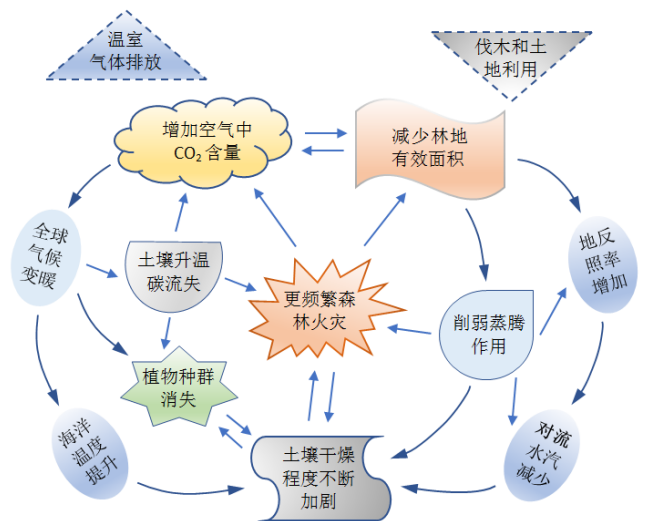 温室
气体排放
伐木和土
地利用
增加空气中
CO₂ 含量
减少林地
有效面积
全球
气候
变暖
土壤升温
碳流失
更频繁森
林火灾
地反
照率
增加
削弱蒸腾
作用
植物种群
消失
海洋
温度
提升
土壤干燥
程度不断
加剧
对流
水汽
减少